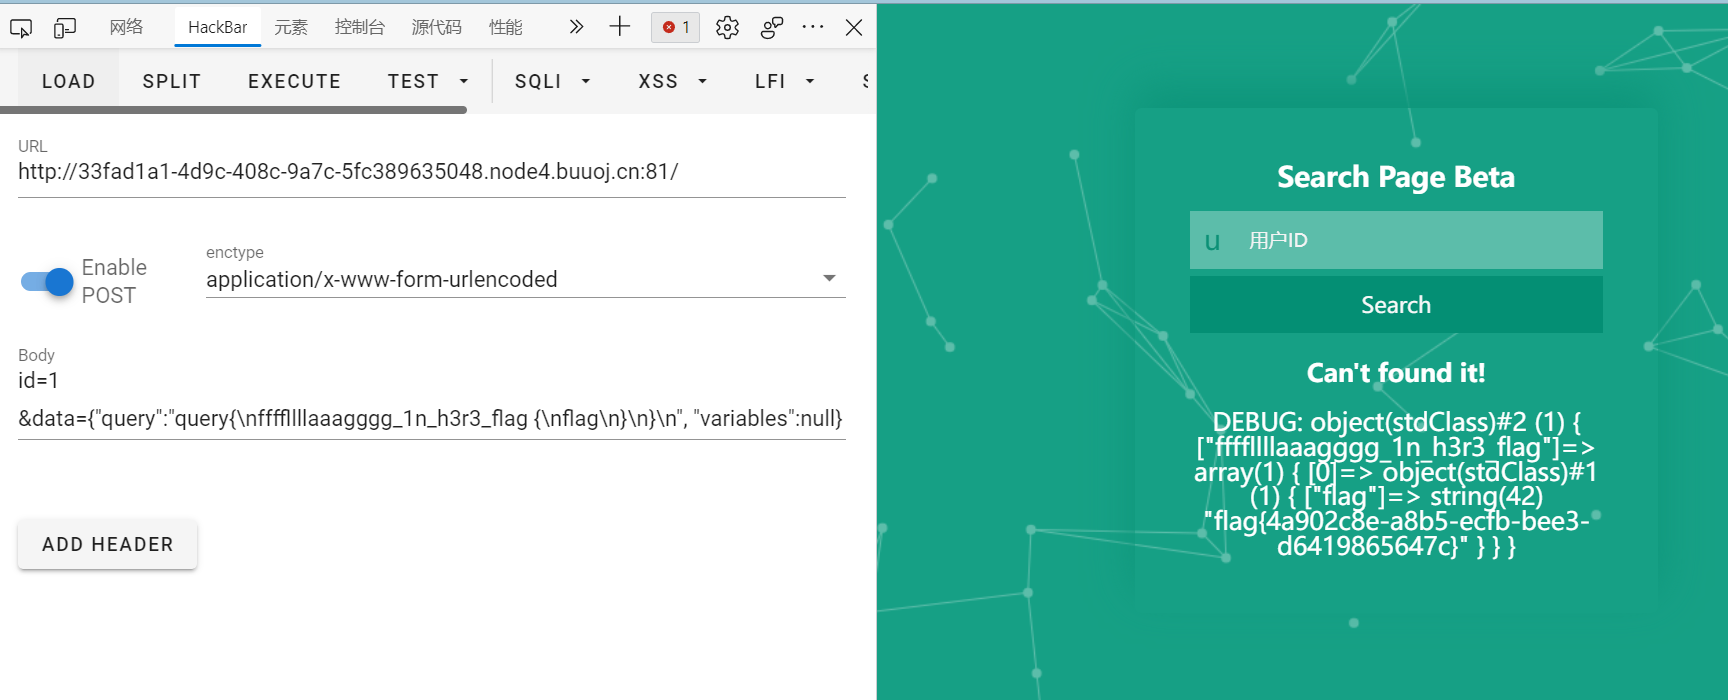 网络 HackBar 元素 控制台 源代码 性能 1
LOAD SPLIT EXECUTE TEST SQLI XSS LFI
URL
http://33fad1a1-4d9c-408c-9a7c-5fc389635048.node4.buuoj.cn:81/
Enable POST
enctype
application/x-www-form-urlencoded
Body
id=1
&data={"query":"query{\nffffllllaaagggg_1n_h3r3_flag {\nflag\n}\n}\n", "variables":null}
ADD HEADER
Search Page Beta
u 用户ID
Search
Can't found it!
DEBUG: object(stdClass)#2 (1) {
["ffffllllaaagggg_1n_h3r3_flag"]=>
array(1) { [0]=> object(stdClass)#1
(1) { ["flag"]=> string(42)
"flag{4a902c8e-a8b5-ecfb-bee3-
d6419865647c}" } } }